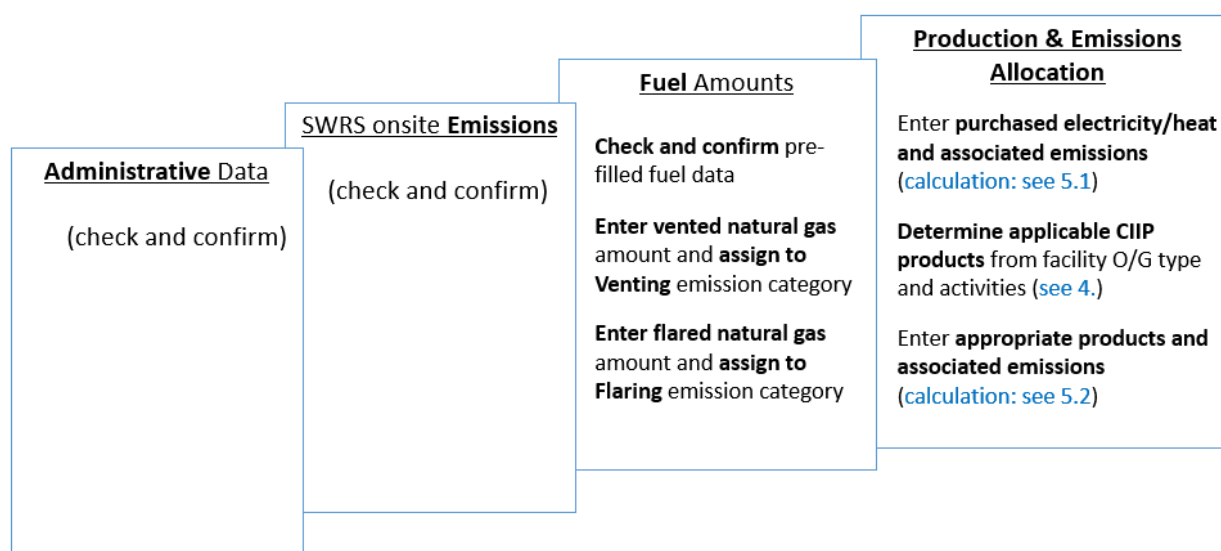 Administrative Data
(check and confirm)
SWRS onsite Emissions
(check and confirm)
Fuel Amounts
Check and confirm pre-
filled fuel data
Enter vented natural gas
amount and assign to
Venting emission category
Enter flared natural gas
amount and assign to
Flaring emission category
Production & Emissions
Allocation
Enter purchased electricity/heat
and associated emissions
(calculation: see 5.1)
Determine applicable CIIP
products from facility O/G type
and activities (see 4.)
Enter appropriate products and
associated emissions
(calculation: see 5.2)